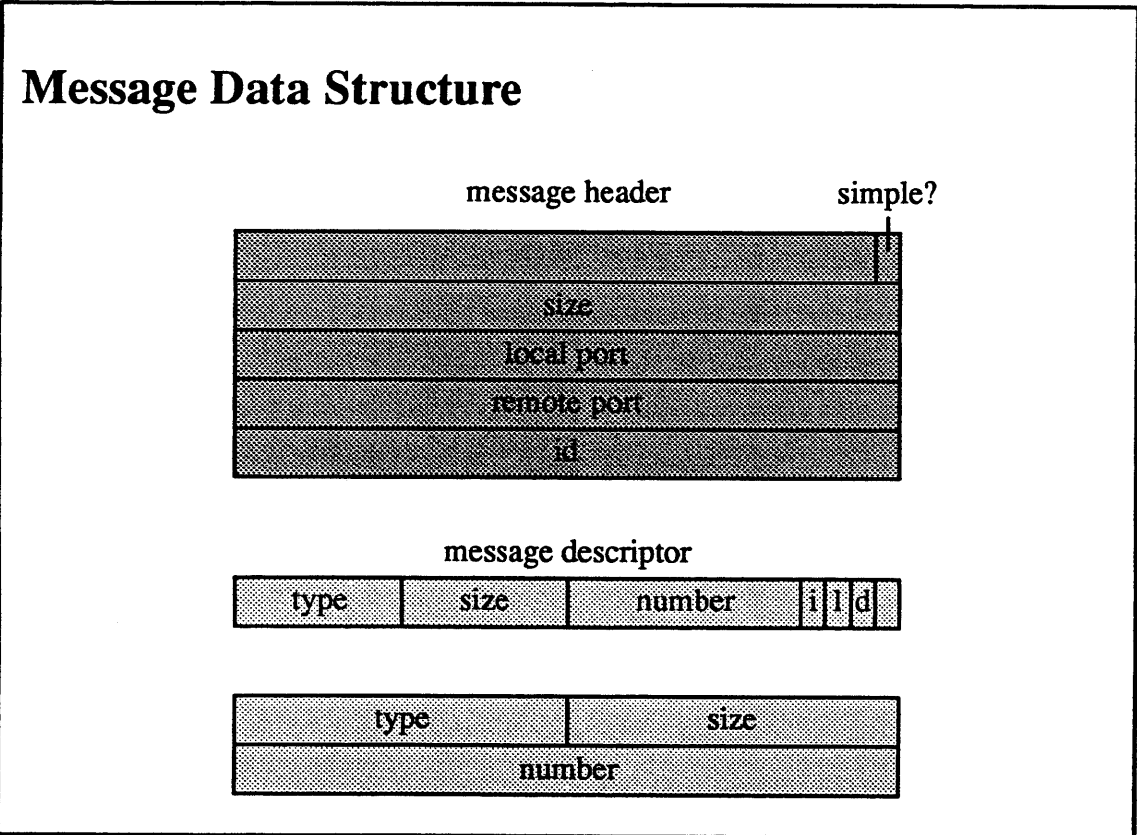 Message Data Structure
message header simple?
size
local port
remote port
id
message descriptor
type size number i l d
type size
number